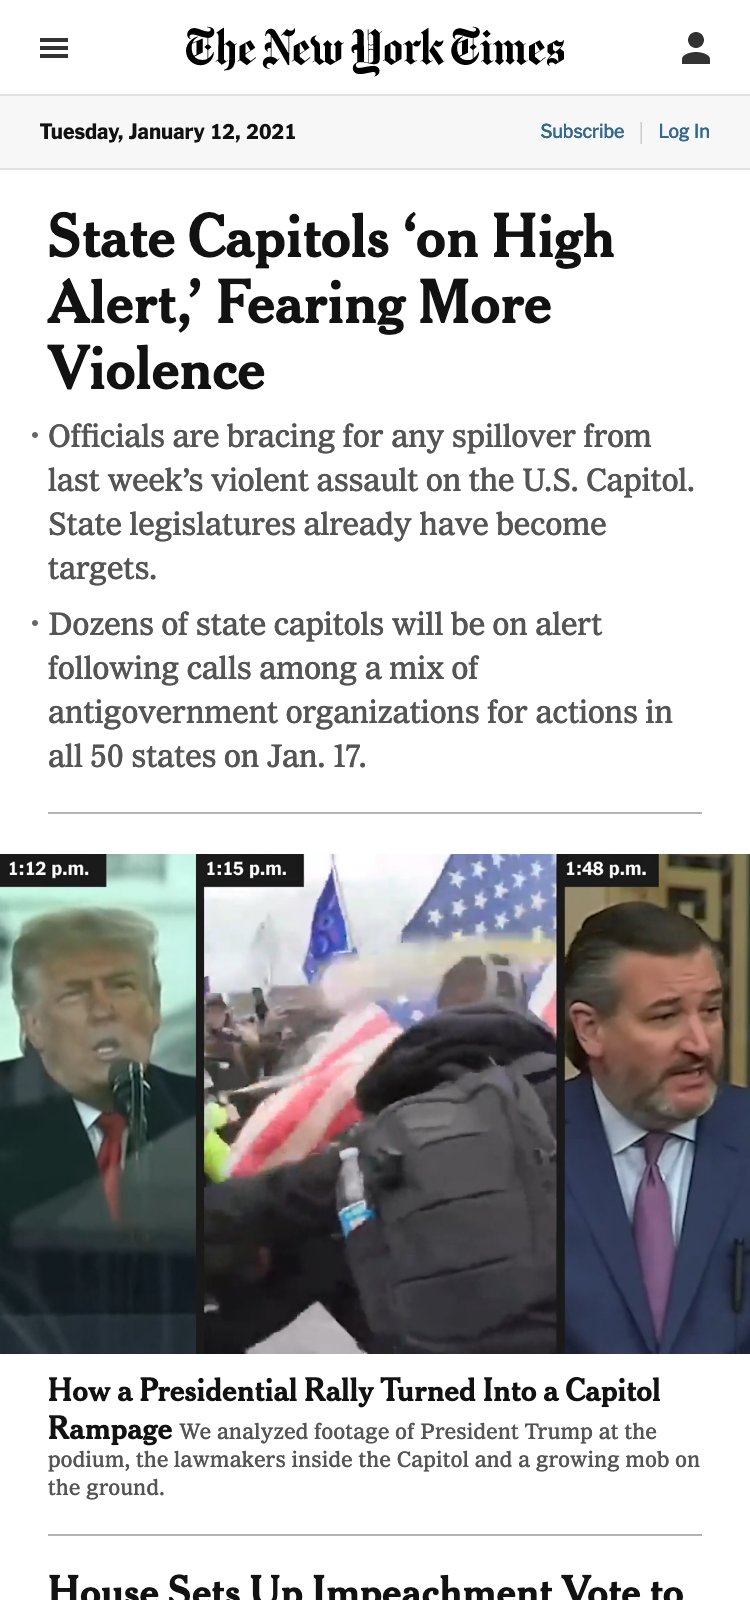 The New York Times
Tuesday, January 12, 2021
Subscribe | Log In
State Capitols ‘on High
Alert,’ Fearing More
Violence
• Officials are bracing for any spillover from
last week’s violent assault on the U.S. Capitol.
State legislatures already have become
targets.
• Dozens of state capitols will be on alert
following calls among a mix of
antigovernment organizations for actions in
all 50 states on Jan. 17.
1:12 p.m. 1:15 p.m. 1:48 p.m.
How a Presidential Rally Turned Into a Capitol
Rampage We analyzed footage of President Trump at the
podium, the lawmakers inside the Capitol and a growing mob on
the ground.
House Sets Up Impeachment Vote to